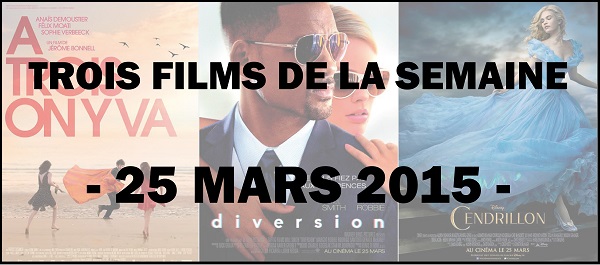 ANAÏS DEMOUSTIER
FÉLIX MOATI
SOPHIE VERBEECK
UN FILM DE
JÉRÔME BONNELL
A
TROIS
ON Y VA
TROIS FILMS DE LA SEMAINE
- 25 MARS 2015 -
SMITH ROBBIE
diversion
AU CINÉMA LE 25 MARS
Disney
CENDRILLON
AU CINÉMA LE 25 MARS